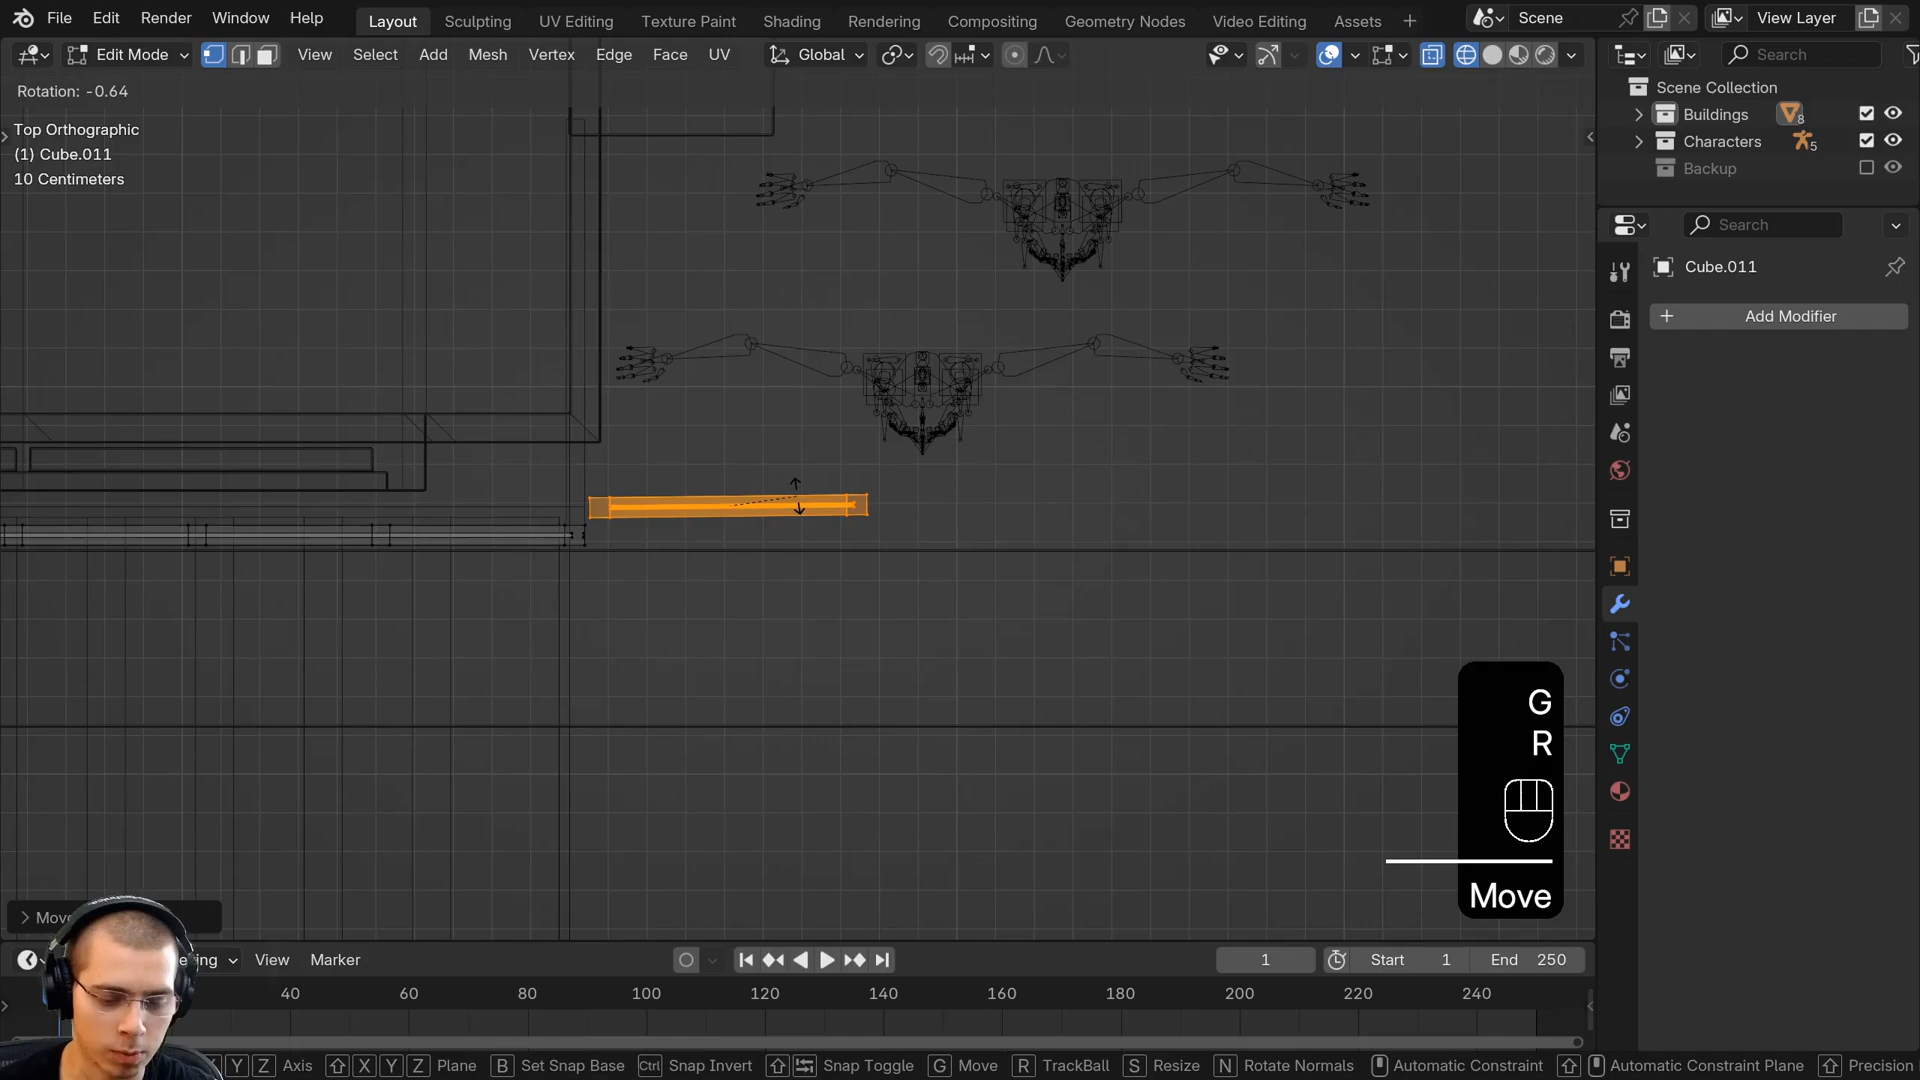 File Edit Render Window Help Layout Sculpting UV Editing Texture Paint Shading Rendering Compositing Geometry Nodes Video Editing Assets + Scene View Layer
Edit Mode View Select Add Mesh Vertex Edge Face UV Global Search
Rotation: -0.64
Top Orthographic
(1) Cube.011
10 Centimeters
Scene Collection
Buildings 8
Characters 5
Backup
Search
Cube.011
+ Add Modifier
G
R
Move
View Marker 1 Start 1 End 250
40 60 80 100 120 140 160 180 200 220 240
Y Z Axis X Y Z Plane B Set Snap Base Ctrl Snap Invert Snap Toggle G Move R TrackBall S Resize N Rotate Normals Automatic Constraint Automatic Constraint Plane Precision